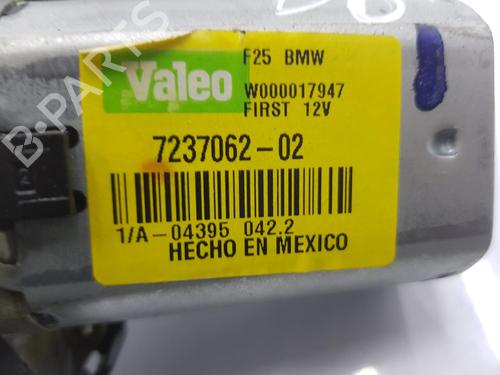 F25 BMW
Valeo
W000017947
FIRST 12V
7237062-02
1/A-04395 042.2
HECHO EN MEXICO
B-PARTS